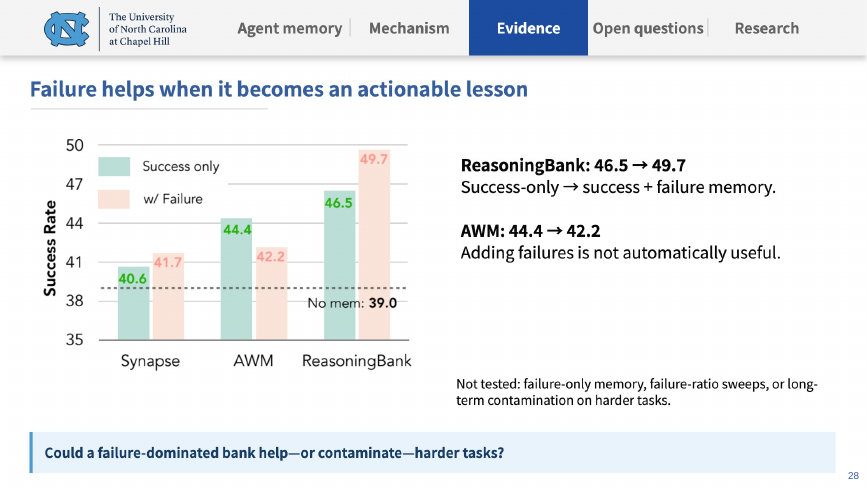 The University
of North Carolina
at Chapel Hill
Agent memory
Mechanism
Evidence
Open questions
Research
Failure helps when it becomes an actionable lesson
Success Rate
50
47
44
41
38
35
Success only
w/ Failure
40.6
41.7
44.4
42.2
46.5
49.7
No mem: 39.0
Synapse
AWM
ReasoningBank
ReasoningBank: 46.5 → 49.7
Success-only → success + failure memory.
AWM: 44.4 → 42.2
Adding failures is not automatically useful.
Not tested: failure-only memory, failure-ratio sweeps, or long-
term contamination on harder tasks.
Could a failure-dominated bank help—or contaminate—harder tasks?
28